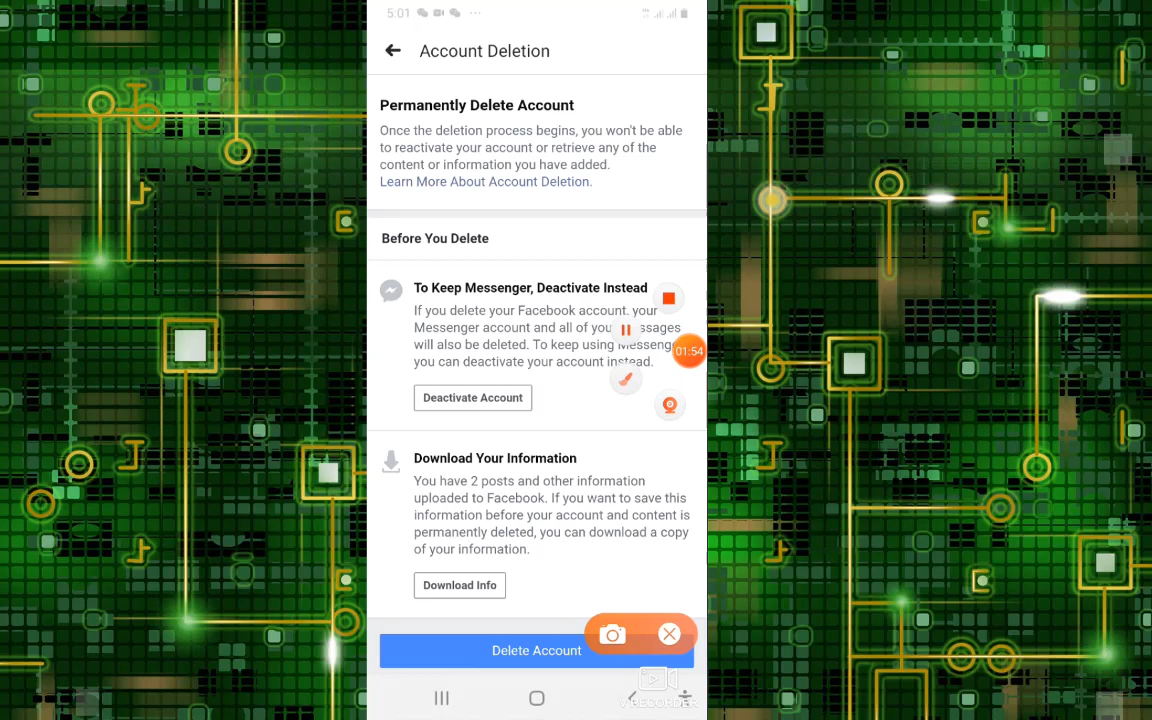 5:01
Account Deletion
Permanently Delete Account
Once the deletion process begins, you won't be able
to reactivate your account or retrieve any of the
content or information you have added.
Learn More About Account Deletion.
Before You Delete
To Keep Messenger, Deactivate Instead
If you delete your Facebook account, your
Messenger account and all of your messages
will also be deleted. To keep using Messenger,
you can deactivate your account instead.
01:54
Deactivate Account
Download Your Information
You have 2 posts and other information
uploaded to Facebook. If you want to save this
information before your account and content is
permanently deleted, you can download a copy
of your information.
Download Info
Delete Account
V RECORDER